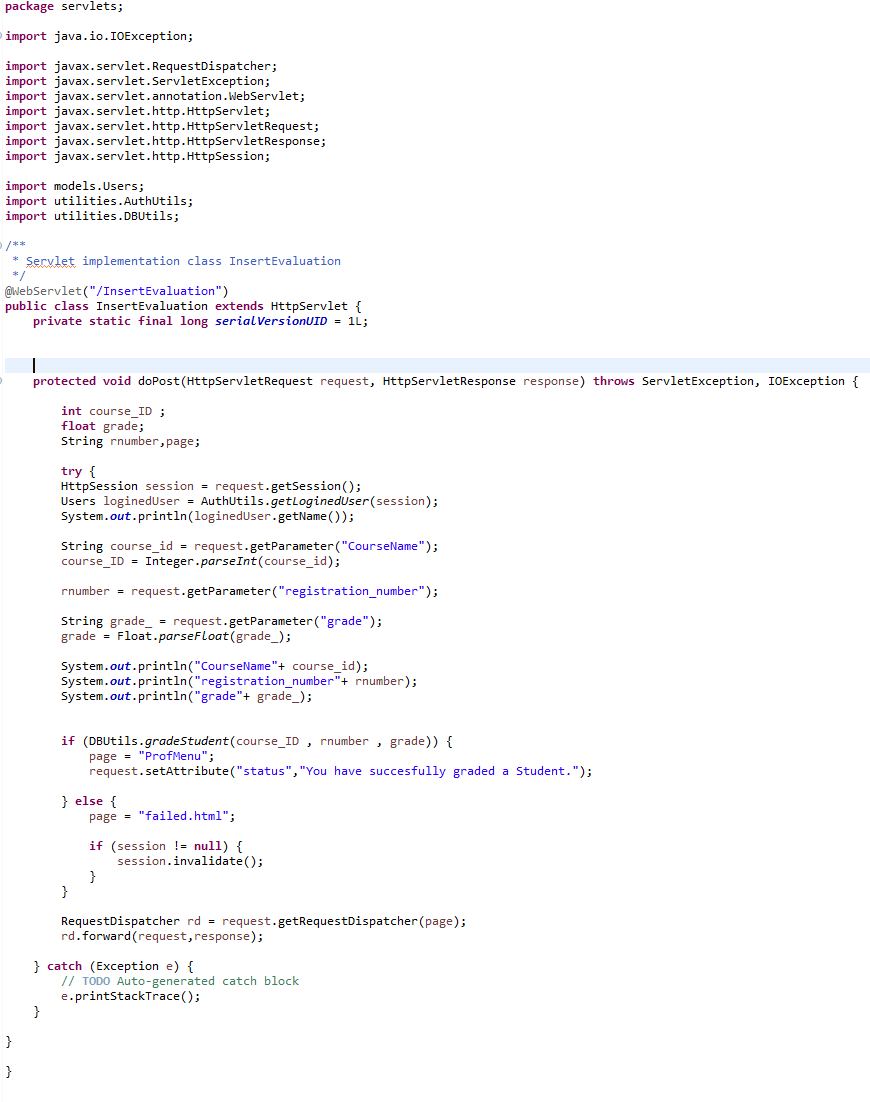 package servlets;
import java.io.IOException;
import javax.servlet.RequestDispatcher;
import javax.servlet.ServletException;
import javax.servlet.annotation.WebServlet;
import javax.servlet.http.HttpServlet;
import javax.servlet.http.HttpServletRequest;
import javax.servlet.http.HttpServletResponse;
import javax.servlet.http.HttpSession;
import models.Users;
import utilities.AuthUtils;
import utilities.DBUtils;
/**
 * Servlet implementation class InsertEvaluation
 */
@WebServlet("/InsertEvaluation")
public class InsertEvaluation extends HttpServlet {
    private static final long serialVersionUID = 1L;
    protected void doPost(HttpServletRequest request, HttpServletResponse response) throws ServletException, IOException {
        int course_ID ;
        float grade;
        String rnumber,page;
        try {
        HttpSession session = request.getSession();
        Users loginedUser = AuthUtils.getLoginedUser(session);
        System.out.println(loginedUser.getName());
        String course_id = request.getParameter("CourseName");
        course_ID = Integer.parseInt(course_id);
        rnumber = request.getParameter("registration_number");
        String grade_ = request.getParameter("grade");
        grade = Float.parseFloat(grade_);
        System.out.println("CourseName"+ course_id);
        System.out.println("registration_number"+ rnumber);
        System.out.println("grade"+ grade_);
        if (DBUtils.gradeStudent(course_ID , rnumber , grade)) {
            page = "ProfMenu";
            request.setAttribute("status","You have succesfully graded a Student.");
        } else {
            page = "failed.html";
            if (session != null) {
                session.invalidate();
            }
        }
        RequestDispatcher rd = request.getRequestDispatcher(page);
        rd.forward(request,response);
    } catch (Exception e) {
        // TODO Auto-generated catch block
        e.printStackTrace();
    }
}
}